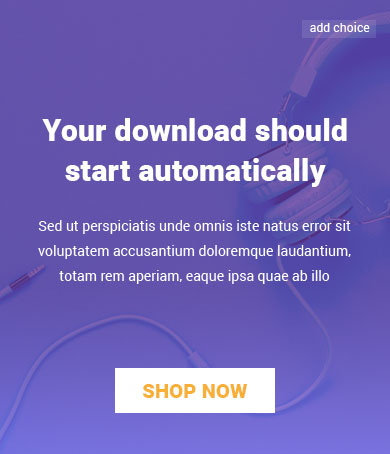 add choice
Your download should
start automatically
Sed ut perspiciatis unde omnis iste natus error sit
voluptatem accusantium doloremque laudantium,
totam rem aperiam, eaque ipsa quae ab illo
SHOP NOW